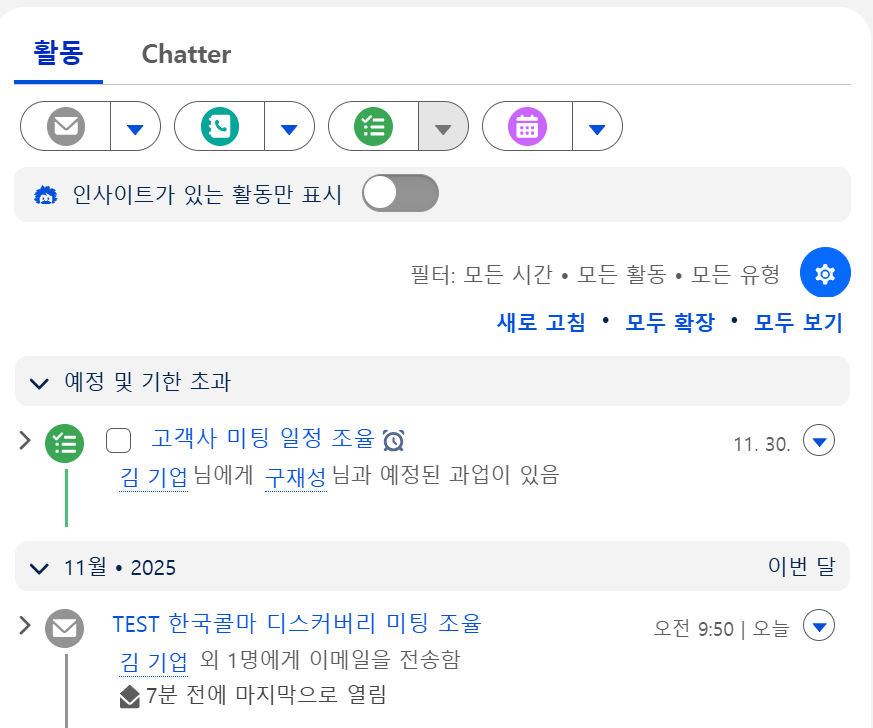 활동 Chatter
인사이트가 있는 활동만 표시
필터: 모든 시간 • 모든 활동 • 모든 유형
새로 고침 • 모두 확장 • 모두 보기
예정 및 기한 초과
고객사 미팅 일정 조율 11. 30.
김 기업 님에게 구재성 님과 예정된 과업이 있음
11월 • 2025 이번 달
TEST 한국콜마 디스커버리 미팅 조율 오전 9:50 | 오늘
김 기업 외 1명에게 이메일을 전송함
7분 전에 마지막으로 열림